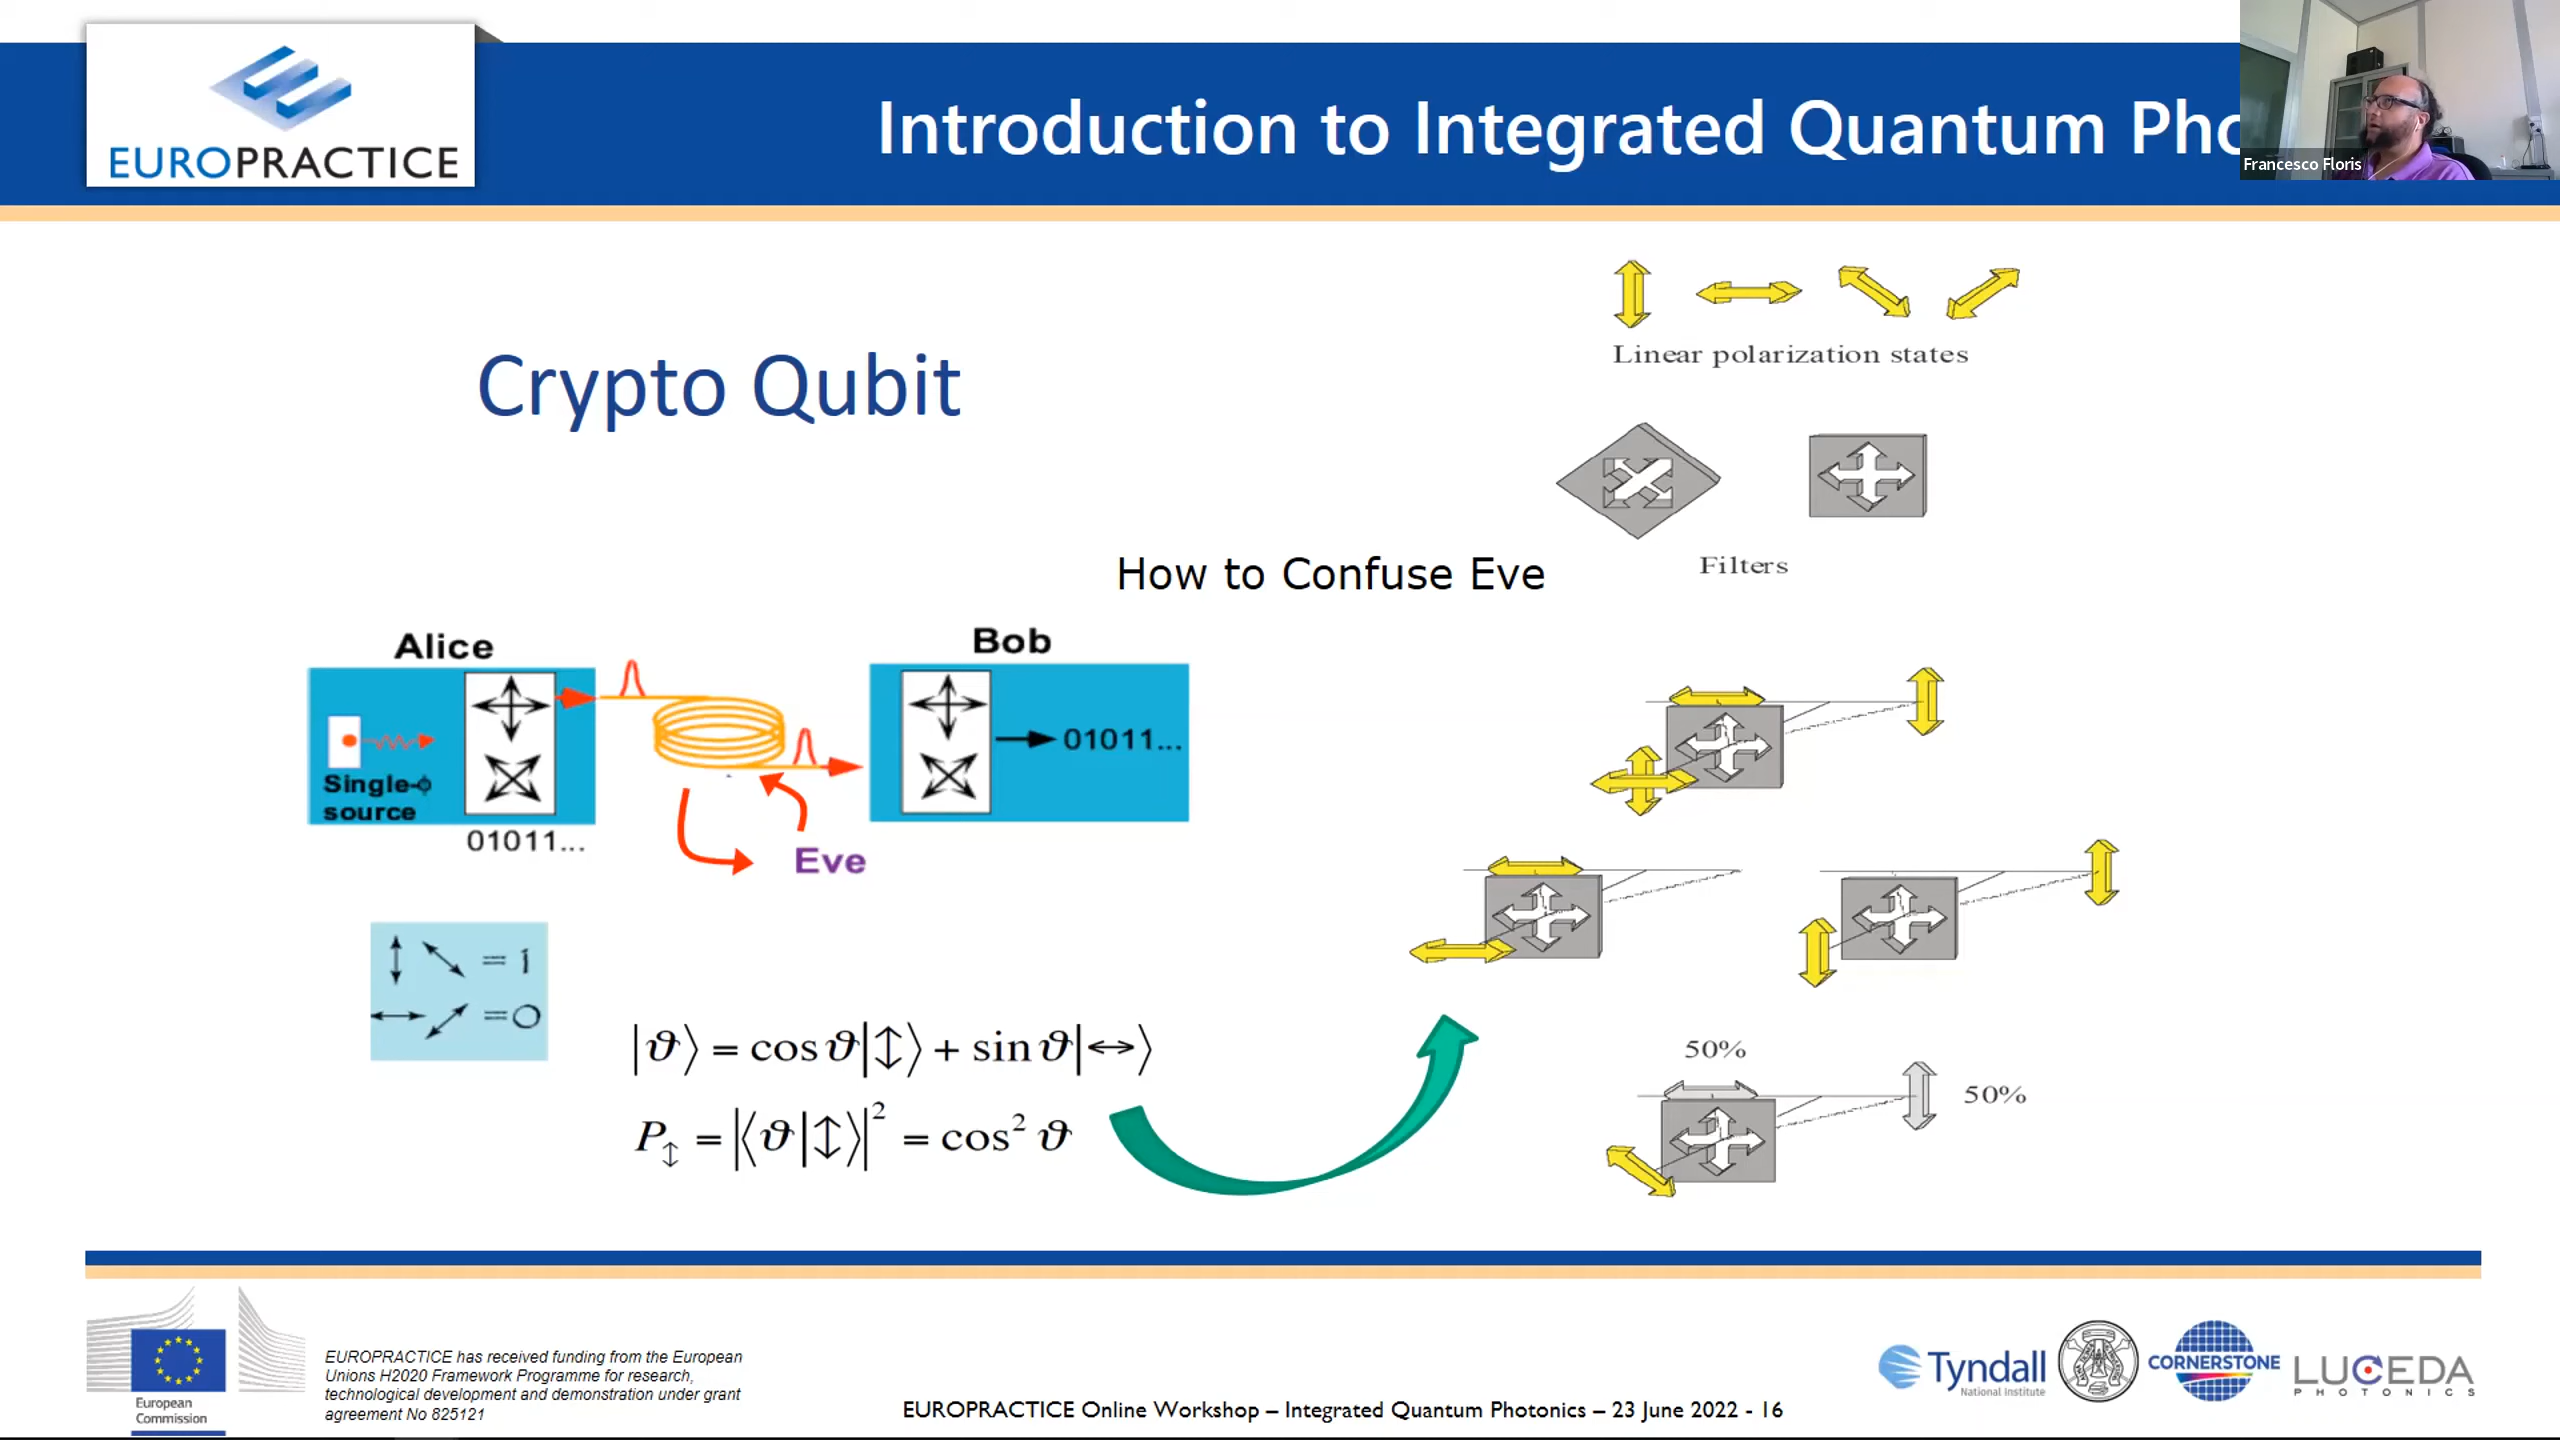 EUROPRACTICE
Introduction to Integrated Quantum Pho
Francesco Floris
Crypto Qubit
Linear polarization states
Filters
How to Confuse Eve
Alice
Single-ϕ
source
01011...
Bob
01011...
Eve
= 1
= 0
|ϑ⟩ = cos ϑ|↕⟩ + sin ϑ|↔⟩
P↕ = |⟨ϑ|↕⟩|² = cos² ϑ
50%
50%
European
Commission
EUROPRACTICE has received funding from the European
Unions H2020 Framework Programme for research,
technological development and demonstration under grant
agreement No 825121
EUROPRACTICE Online Workshop – Integrated Quantum Photonics – 23 June 2022 - 16
Tyndall
National Institute
CORNERSTONE
LUCEDA
PHOTONICS